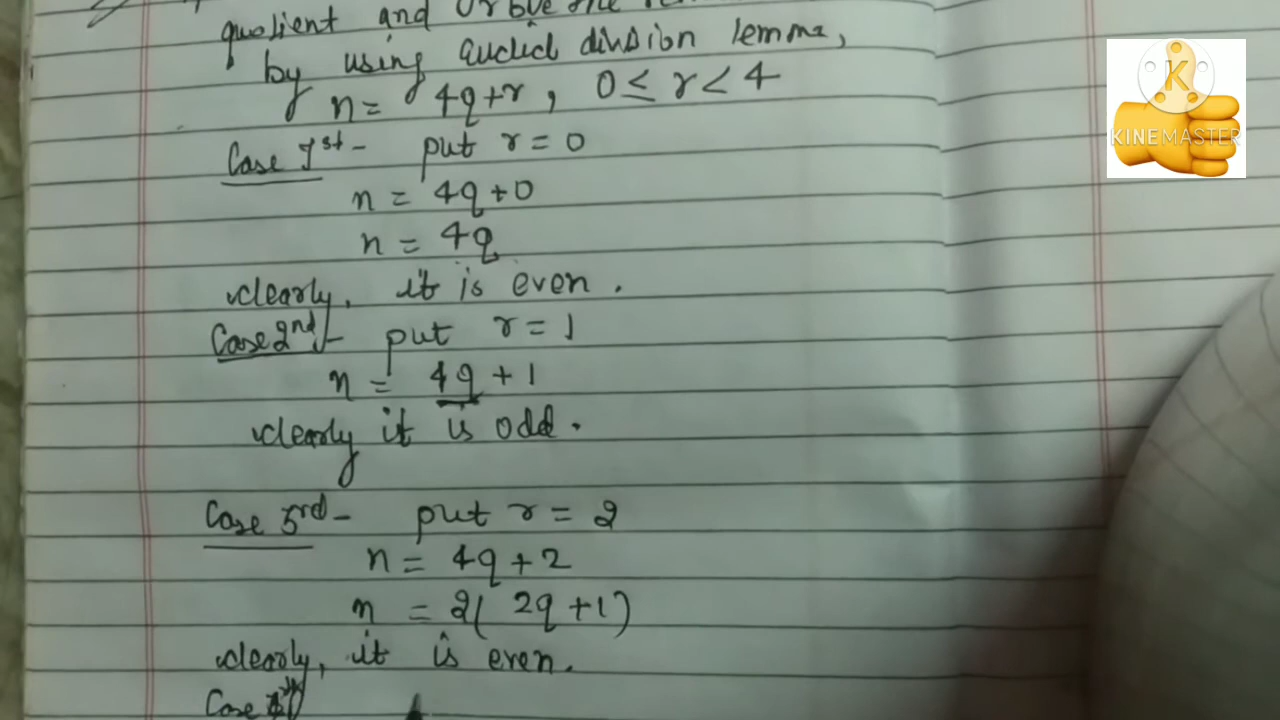 quotient and
by using euclid division lemma,
n = 4q+r, 0 ≤ r < 4
Case 1st - put r = 0
n = 4q + 0
n = 4q
clearly, it is even.
Case 2nd - put r = 1
n = 4q + 1
clearly it is odd.
Case 3rd - put r = 2
n = 4q + 2
n = 2( 2q + 1)
clearly, it is even.
Case
K
KINEMASTER